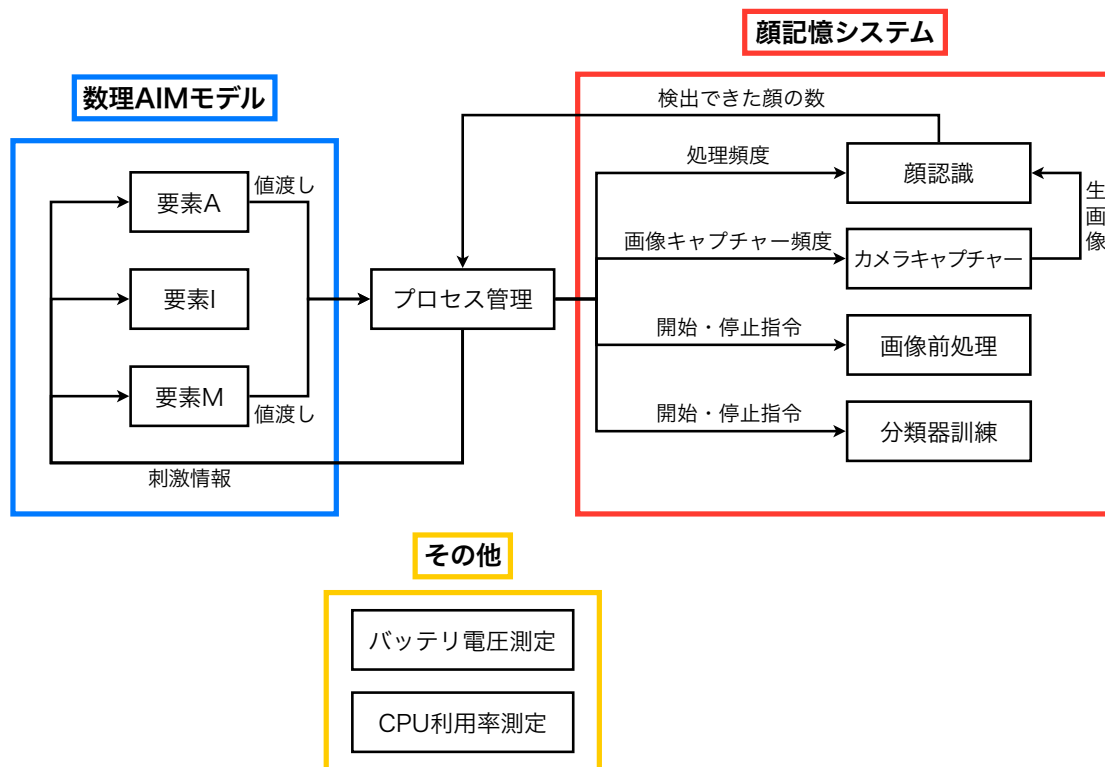 顔記憶システム
数理AIMモデル
検出できた顔の数
処理頻度
顔認識
値渡し
要素A
生画像
画像キャプチャー頻度
カメラキャプチャー
要素I
プロセス管理
開始・停止指令
画像前処理
要素M
値渡し
開始・停止指令
分類器訓練
刺激情報
その他
バッテリ電圧測定
CPU利用率測定